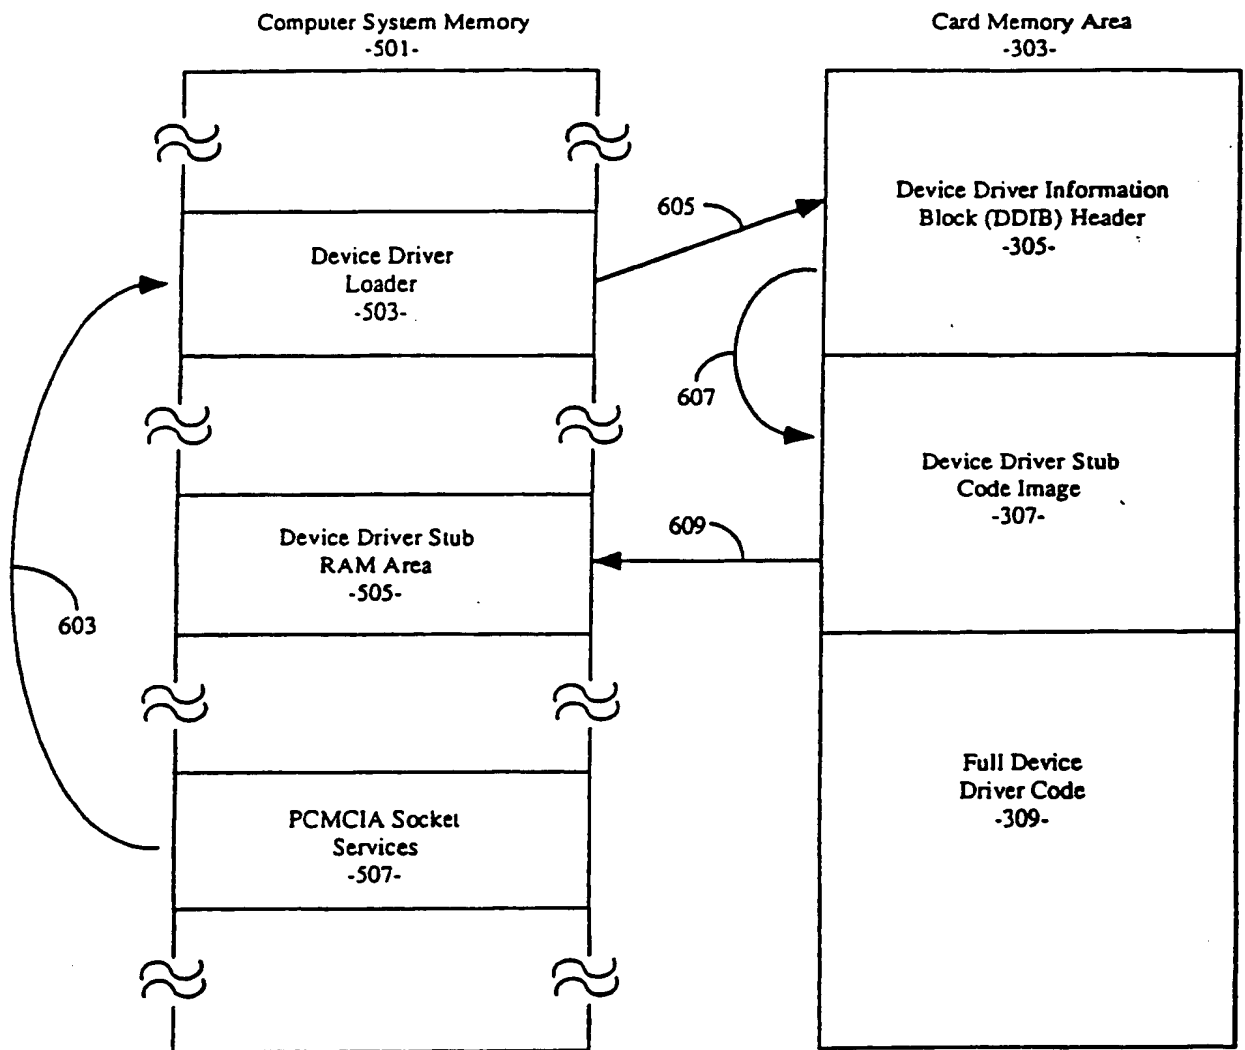 Computer System Memory
-501-
Card Memory Area
-303-
Device Driver Information
Block (DDIB) Header
-305-
605
Device Driver
Loader
-503-
607
Device Driver Stub
Code Image
-307-
609
Device Driver Stub
RAM Area
-505-
603
Full Device
Driver Code
-309-
PCMCIA Socket
Services
-507-